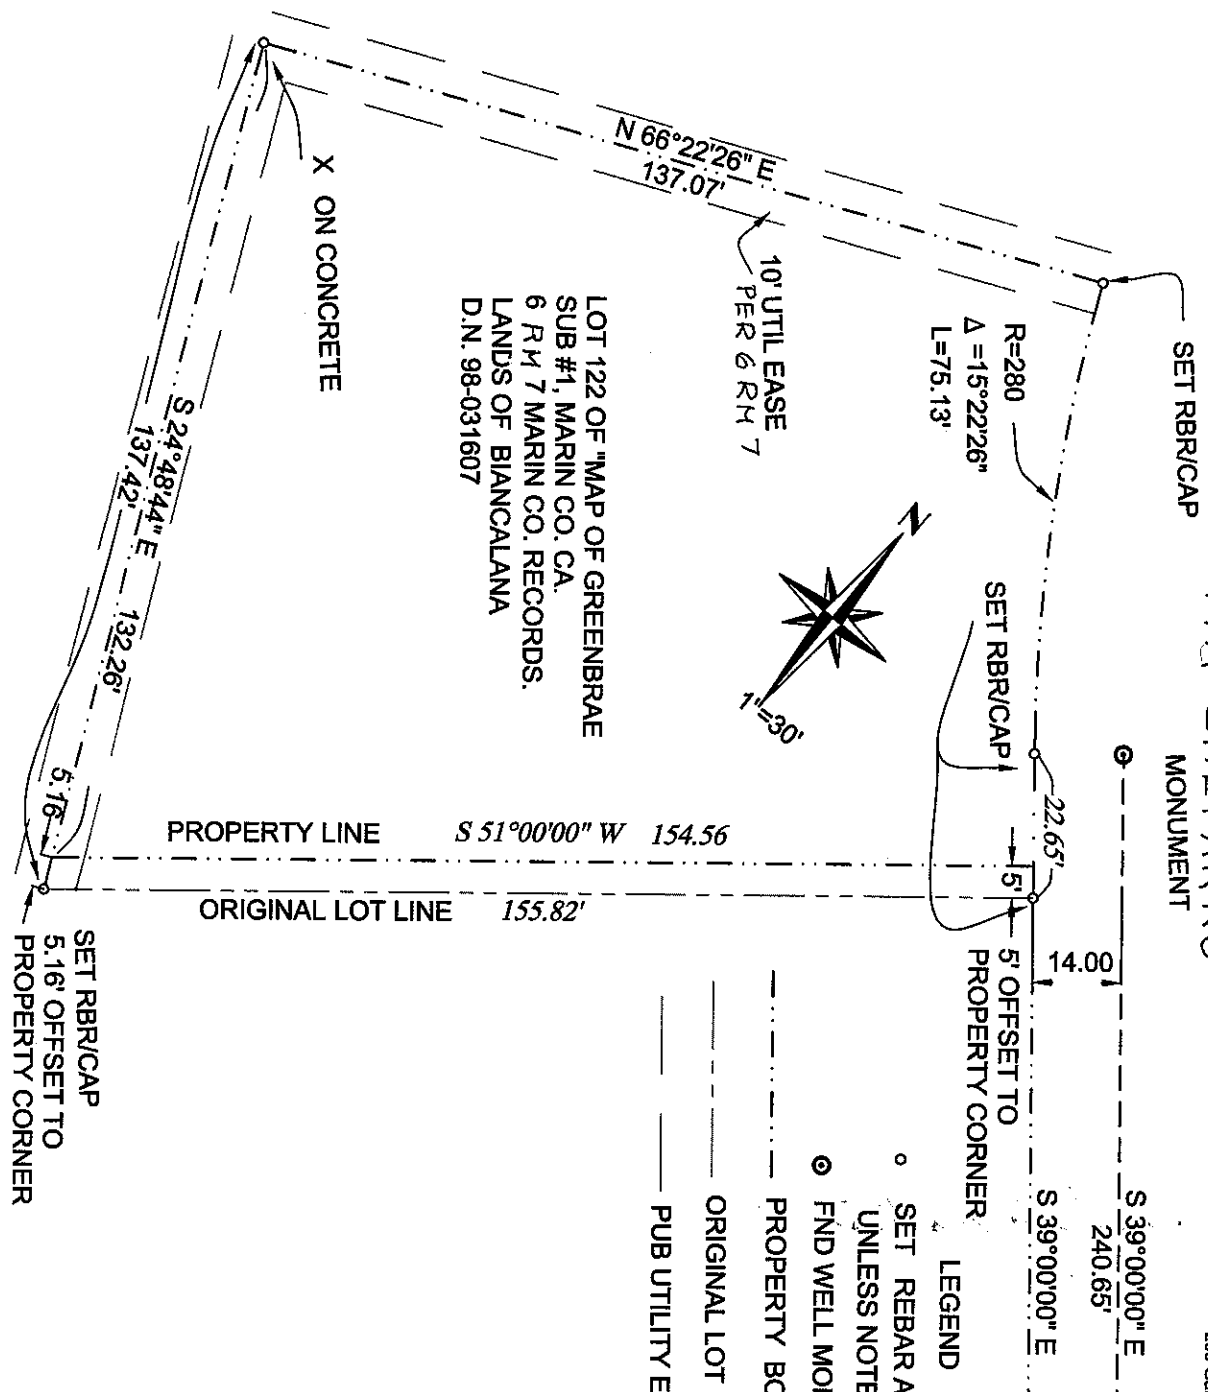 SET RBR/CAP
MONUMENT
N 66°22'26" E
137.07'
R=280
Δ =15°22'26"
L=75.13'
10' UTIL EASE
PER 6 RM 7
X ON CONCRETE
LOT 122 OF "MAP OF GREENBRAE
SUB #1, MARIN CO. CA.
6 RM 7 MARIN CO. RECORDS.
LANDS OF BIANCALANA
D.N. 98-031607
N
1"=30'
SET RBR/CAP
22.65'
5'
14.00
5' OFFSET TO
PROPERTY CORNER
S 39°00'00" E
240.65'
S 39°00'00" E
S 24°48'44" E
137.42'
132.26'
5.16
PROPERTY LINE S 51°00'00" W 154.56
ORIGINAL LOT LINE 155.82'
SET RBR/CAP
5.16' OFFSET TO
PROPERTY CORNER
LEGEND
SET REBAR A
UNLESS NOTE
FND WELL MO
PROPERTY BO
ORIGINAL LOT
PUB UTILITY E